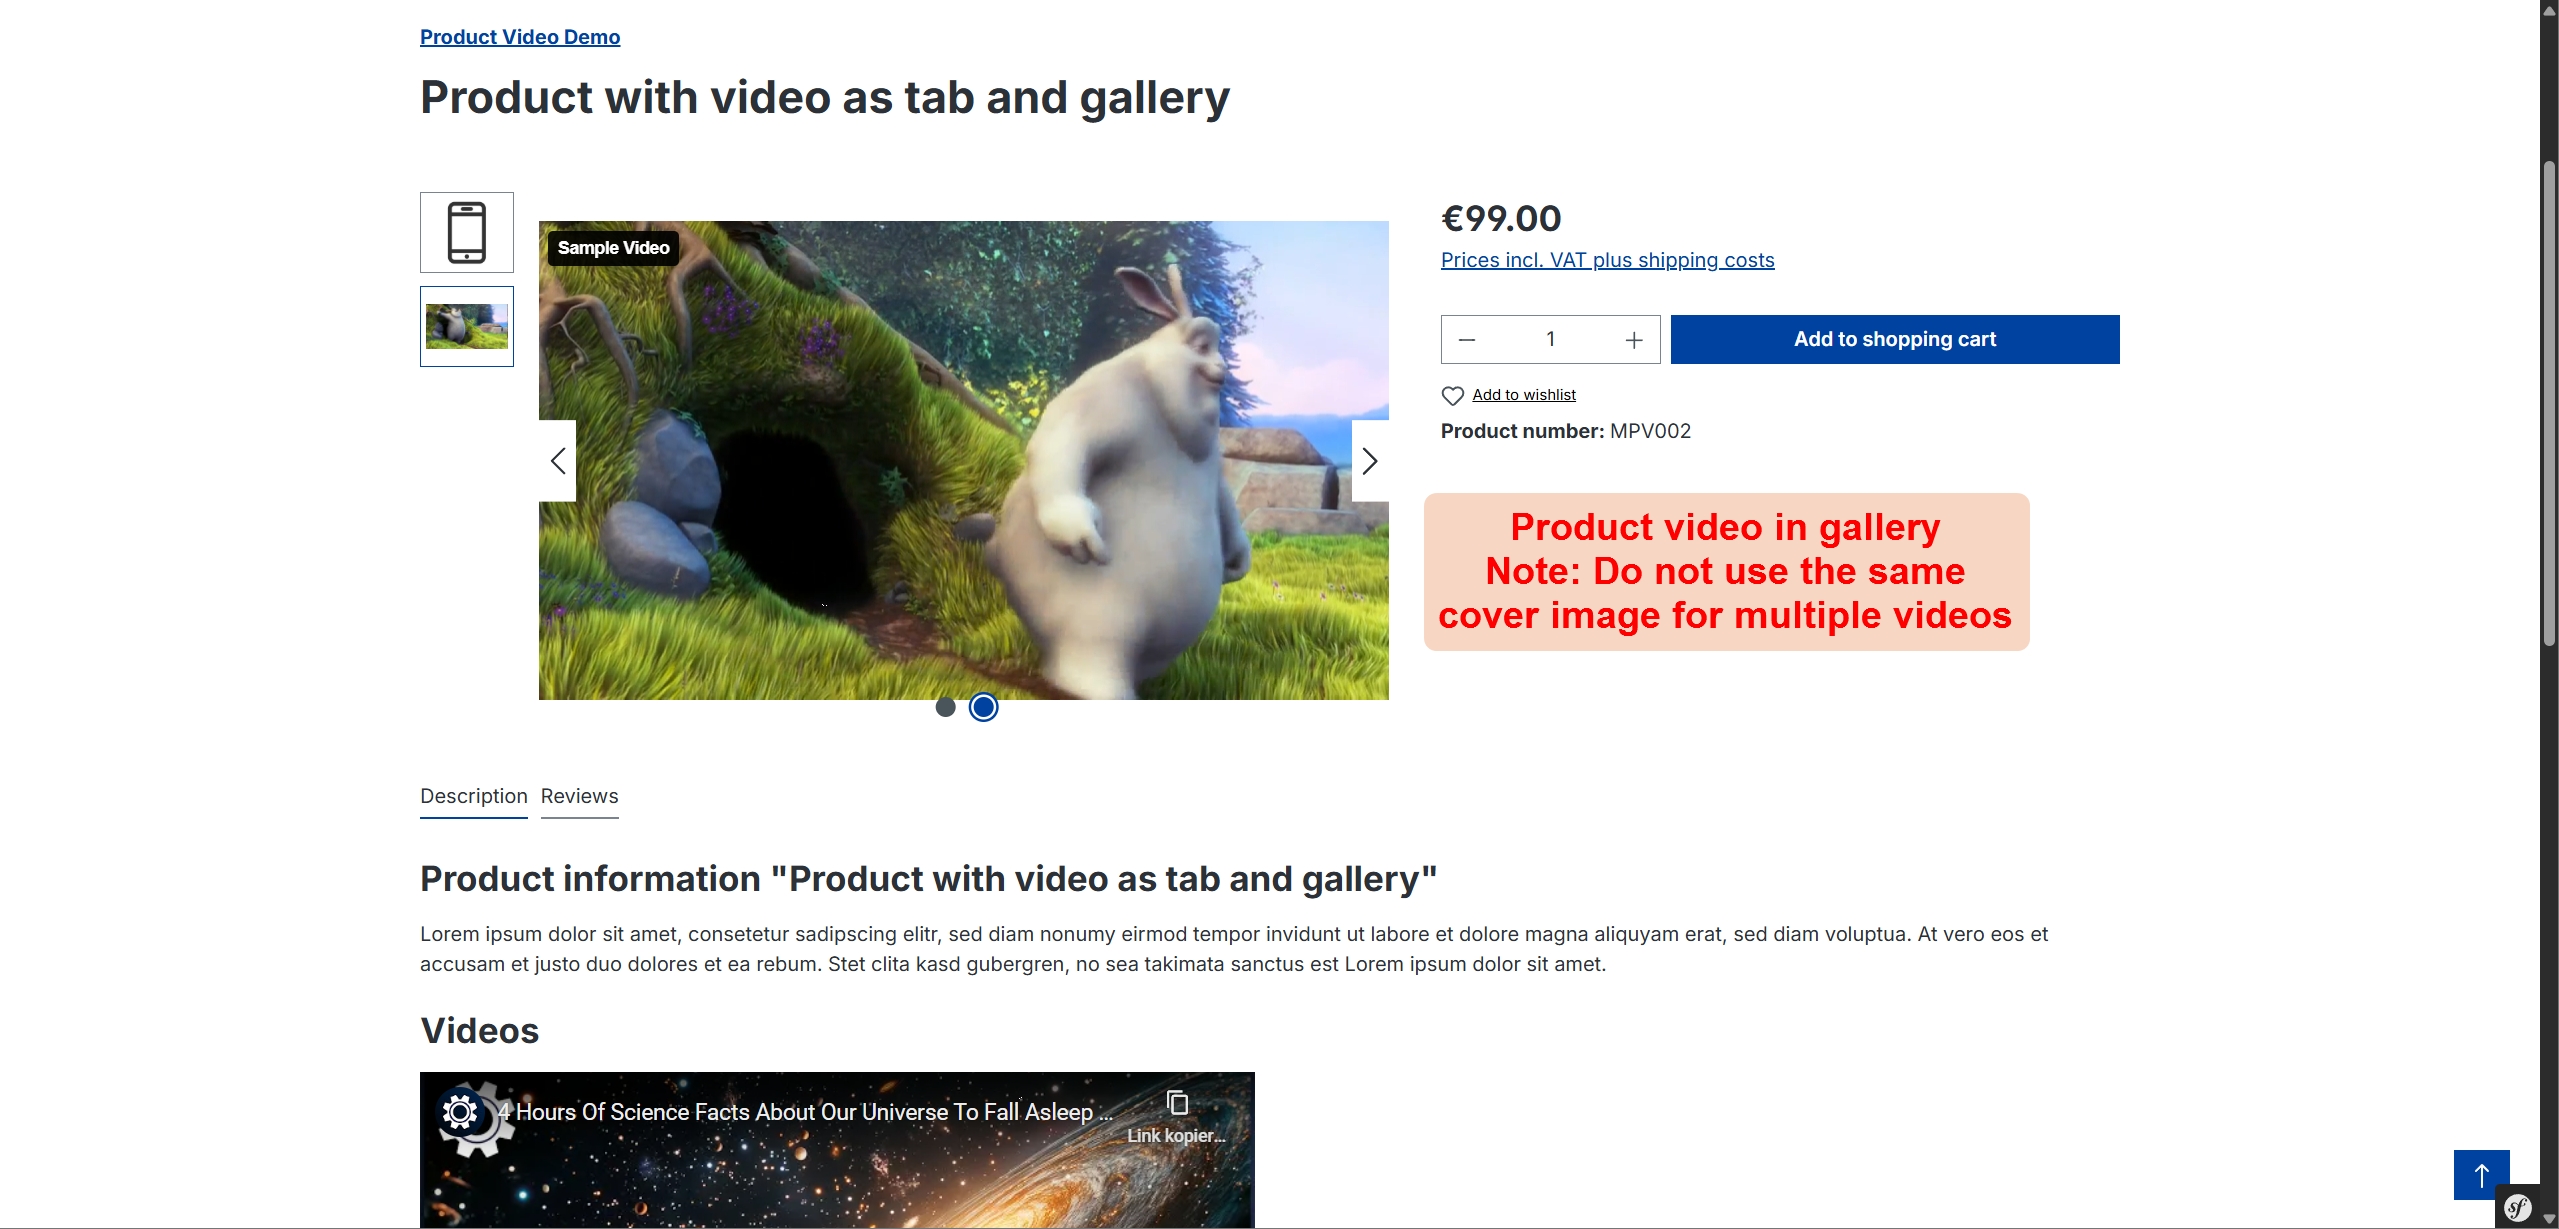 Product Video Demo
Product with video as tab and gallery
Sample Video
€99.00
Prices incl. VAT plus shipping costs
1
Add to shopping cart
Add to wishlist
Product number: MPV002
Product video in gallery
Note: Do not use the same
cover image for multiple videos
Description Reviews
Product information "Product with video as tab and gallery"
Lorem ipsum dolor sit amet, consetetur sadipscing elitr, sed diam nonumy eirmod tempor invidunt ut labore et dolore magna aliquyam erat, sed diam voluptua. At vero eos et
accusam et justo duo dolores et ea rebum. Stet clita kasd gubergren, no sea takimata sanctus est Lorem ipsum dolor sit amet.
Videos
4 Hours Of Science Facts About Our Universe To Fall Asleep ...
Link kopier...
sf